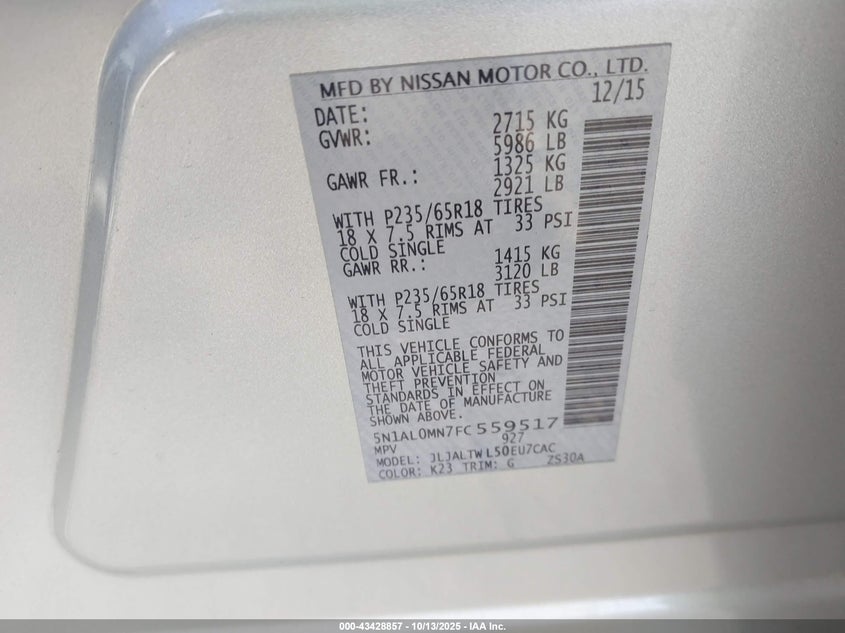 MFD BY NISSAN MOTOR CO., LTD.
DATE: 12/15
GVWR: 2715 KG
5986 LB
GAWR FR.: 1325 KG
2921 LB
WITH P235/65R18 TIRES
18 X 7.5 RIMS AT 33 PSI
COLD SINGLE
GAWR RR.: 1415 KG
3120 LB
WITH P235/65R18 TIRES
18 X 7.5 RIMS AT 33 PSI
COLD SINGLE
THIS VEHICLE CONFORMS TO
ALL APPLICABLE FEDERAL
MOTOR VEHICLE SAFETY AND
THEFT PREVENTION
STANDARDS IN EFFECT ON
THE DATE OF MANUFACTURE
SHOWN ABOVE.
5N1AL0MN7FC559517
MPV 927
MODEL: JLJALTWL50EU7CAC
COLOR: K23 TRIM: G ZS30A
000-43428857 - 10/13/2025 - IAA Inc.